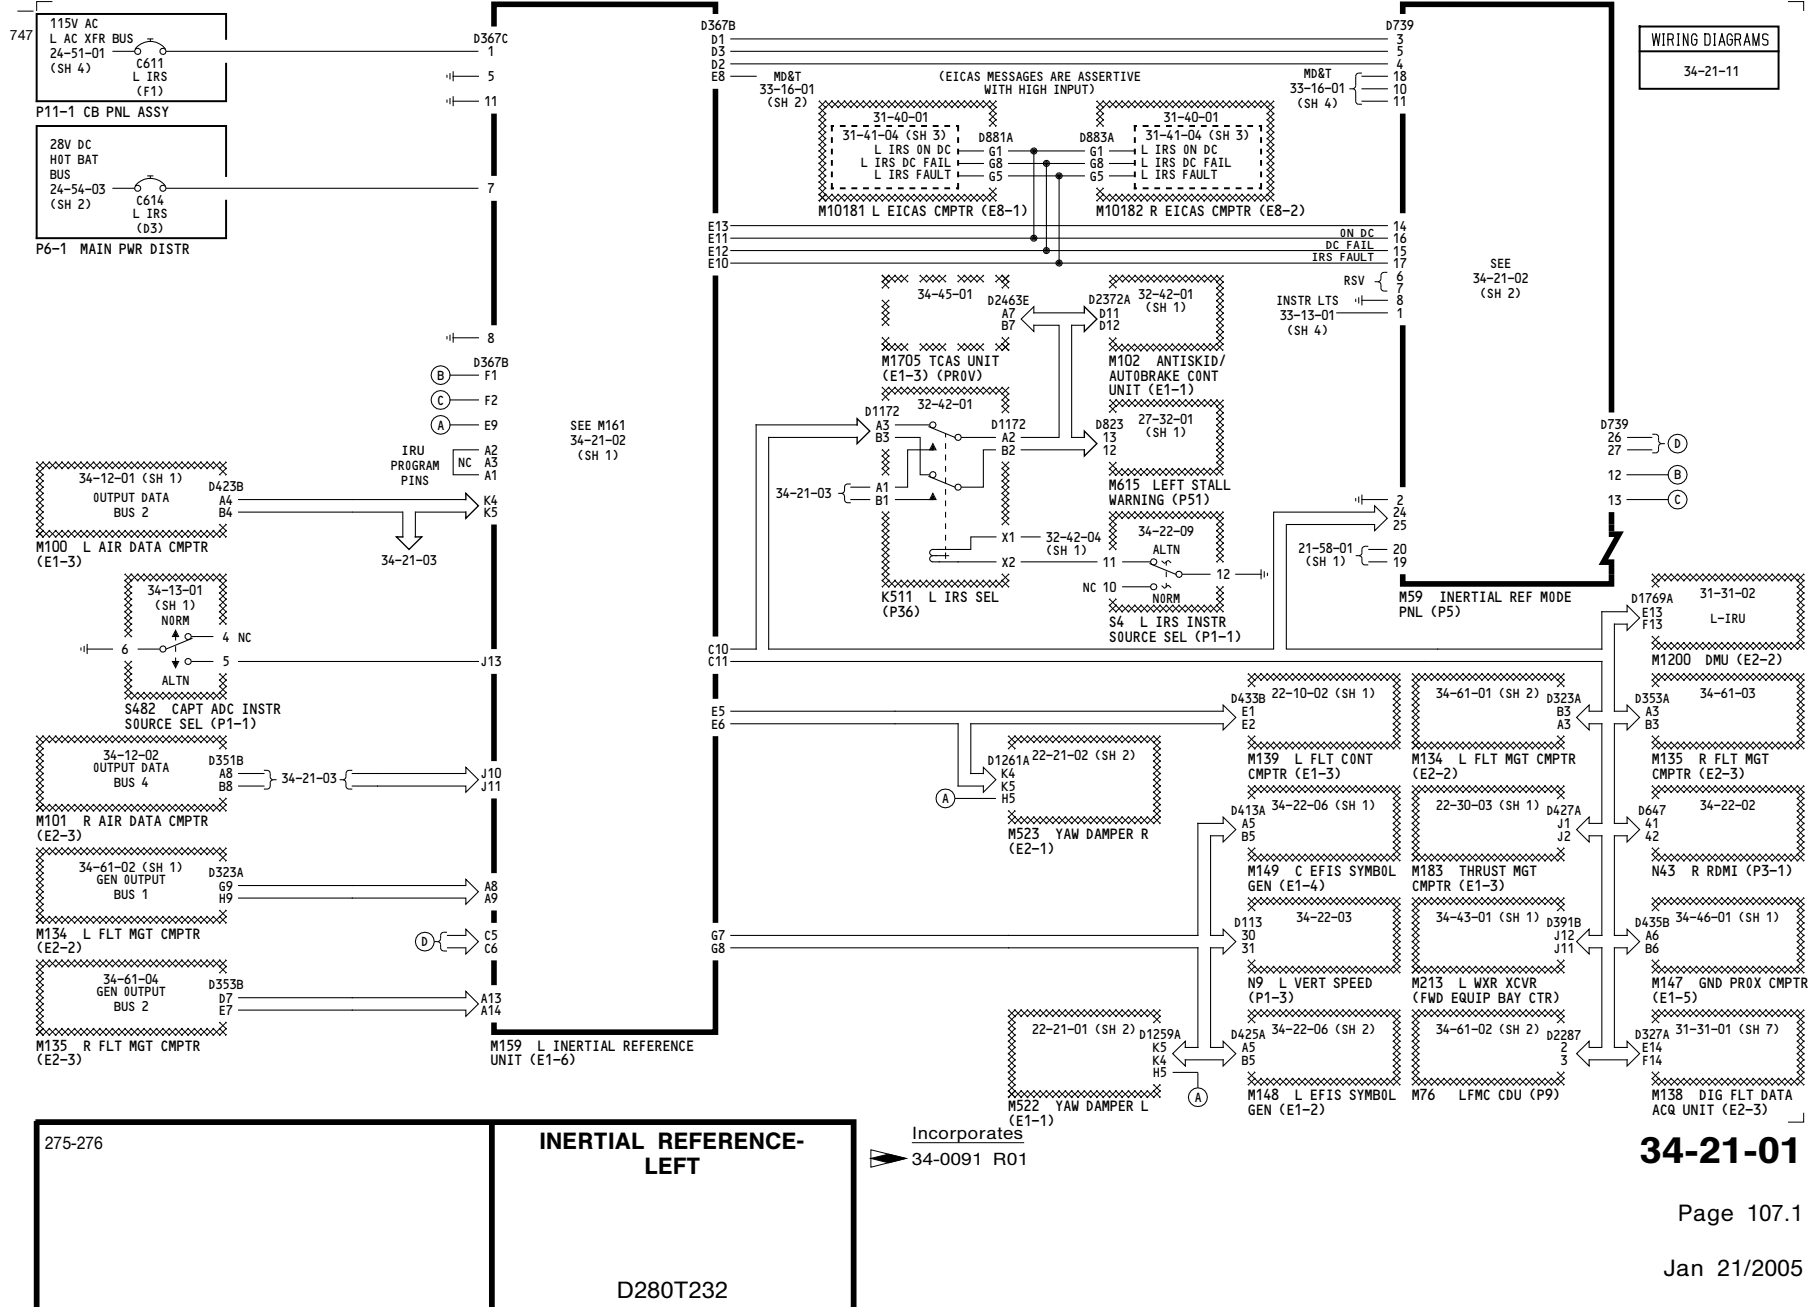 747
115V AC
L AC XFR BUS
24-51-01
(SH 4)
C611
L IRS
(F1)
P11-1 CB PNL ASSY
28V DC
HOT BAT
BUS
24-54-03
(SH 2)
C614
L IRS
(D3)
P6-1 MAIN PWR DISTR
D367C
1
5
11
7
8
D367B
B F1
C F2
A E9
IRU
PROGRAM
PINS
NC
A2
A3
A1
34-12-01 (SH 1)
OUTPUT DATA
BUS 2
D423B
A4
B4
K4
K5
M100 L AIR DATA CMPTR
(E1-3)
34-21-03
34-13-01
(SH 1)
NORM
4 NC
6
5
J13
ALTN
S482 CAPT ADC INSTR
SOURCE SEL (P1-1)
34-12-02
OUTPUT DATA
BUS 4
D351B
A8
B8
34-21-03
J10
J11
M101 R AIR DATA CMPTR
(E2-3)
34-61-02 (SH 1)
GEN OUTPUT
BUS 1
D323A
G9
H9
A8
A9
M134 L FLT MGT CMPTR
(E2-2)
D
C5
C6
34-61-04
GEN OUTPUT
BUS 2
D353B
D7
E7
A13
A14
M135 R FLT MGT CMPTR
(E2-3)
SEE M161
34-21-02
(SH 1)
M159 L INERTIAL REFERENCE
UNIT (E1-6)
D367B
D1
D3
D2
E8
MD&T
33-16-01
(SH 2)
(EICAS MESSAGES ARE ASSERTIVE
WITH HIGH INPUT)
31-40-01
31-41-04 (SH 3)
L IRS ON DC
L IRS DC FAIL
L IRS FAULT
D881A
G1
G8
G5
M10181 L EICAS CMPTR (E8-1)
D883A
G1
G8
G5
31-40-01
31-41-04 (SH 3)
L IRS ON DC
L IRS DC FAIL
L IRS FAULT
M10182 R EICAS CMPTR (E8-2)
E13
E11
E12
E10
ON DC
DC FAIL
IRS FAULT
34-45-01
D2463E
A7
B7
M1705 TCAS UNIT
(E1-3) (PROV)
D2372A
D11
D12
32-42-01
(SH 1)
M102 ANTISKID/
AUTOBRAKE CONT
UNIT (E1-1)
32-42-01
D1172
A3
B3
D1172
A2
B2
34-21-03
A1
B1
X1
32-42-04
(SH 1)
X2
K511 L IRS SEL
(P36)
D823
13
12
27-32-01
(SH 1)
M615 LEFT STALL
WARNING (P51)
34-22-09
ALTN
11
12
NC 10
NORM
S4 L IRS INSTR
SOURCE SEL (P1-1)
C10
C11
E5
E6
G7
G8
D739
3
5
4
18
10
11
MD&T
33-16-01
(SH 4)
14
16
15
17
6
7
8
1
RSV
INSTR LTS
33-13-01
(SH 4)
SEE
34-21-02
(SH 2)
2
24
25
21-58-01
(SH 1)
20
19
M59 INERTIAL REF MODE
PNL (P5)
D739
26
27
D
12 B
13 C
WIRING DIAGRAMS
34-21-11
D1769A
E13
F13
31-31-02
L-IRU
M1200 DMU (E2-2)
D433B
E1
E2
22-10-02 (SH 1)
M139 L FLT CONT
CMPTR (E1-3)
34-61-01 (SH 2)
D323A
B3
A3
M134 L FLT MGT CMPTR
(E2-2)
D353A
A3
B3
34-61-03
M135 R FLT MGT
CMPTR (E2-3)
D1261A
K4
K5
H5
A
22-21-02 (SH 2)
M523 YAW DAMPER R
(E2-1)
D413A
A5
B5
34-22-06 (SH 1)
M149 C EFIS SYMBOL
GEN (E1-4)
22-30-03 (SH 1)
D427A
J1
J2
M183 THRUST MGT
CMPTR (E1-3)
D647
41
42
34-22-02
N43 R RDMI (P3-1)
D113
30
31
34-22-03
N9 L VERT SPEED
(P1-3)
34-43-01 (SH 1)
D391B
J12
J11
M213 L WXR XCVR
(FWD EQUIP BAY CTR)
D435B
A6
B6
34-46-01 (SH 1)
M147 GND PROX CMPTR
(E1-5)
22-21-01 (SH 2)
D1259A
K5
K4
H5
A
M522 YAW DAMPER L
(E1-1)
D425A
A5
B5
34-22-06 (SH 2)
M148 L EFIS SYMBOL
GEN (E1-2)
34-61-02 (SH 2)
D2287
2
3
M76 LFMC CDU (P9)
D327A
E14
F14
31-31-01 (SH 7)
M138 DIG FLT DATA
ACQ UNIT (E2-3)
275-276
INERTIAL REFERENCE-
LEFT
D280T232
Incorporates
34-0091 R01
34-21-01
Page 107.1
Jan 21/2005